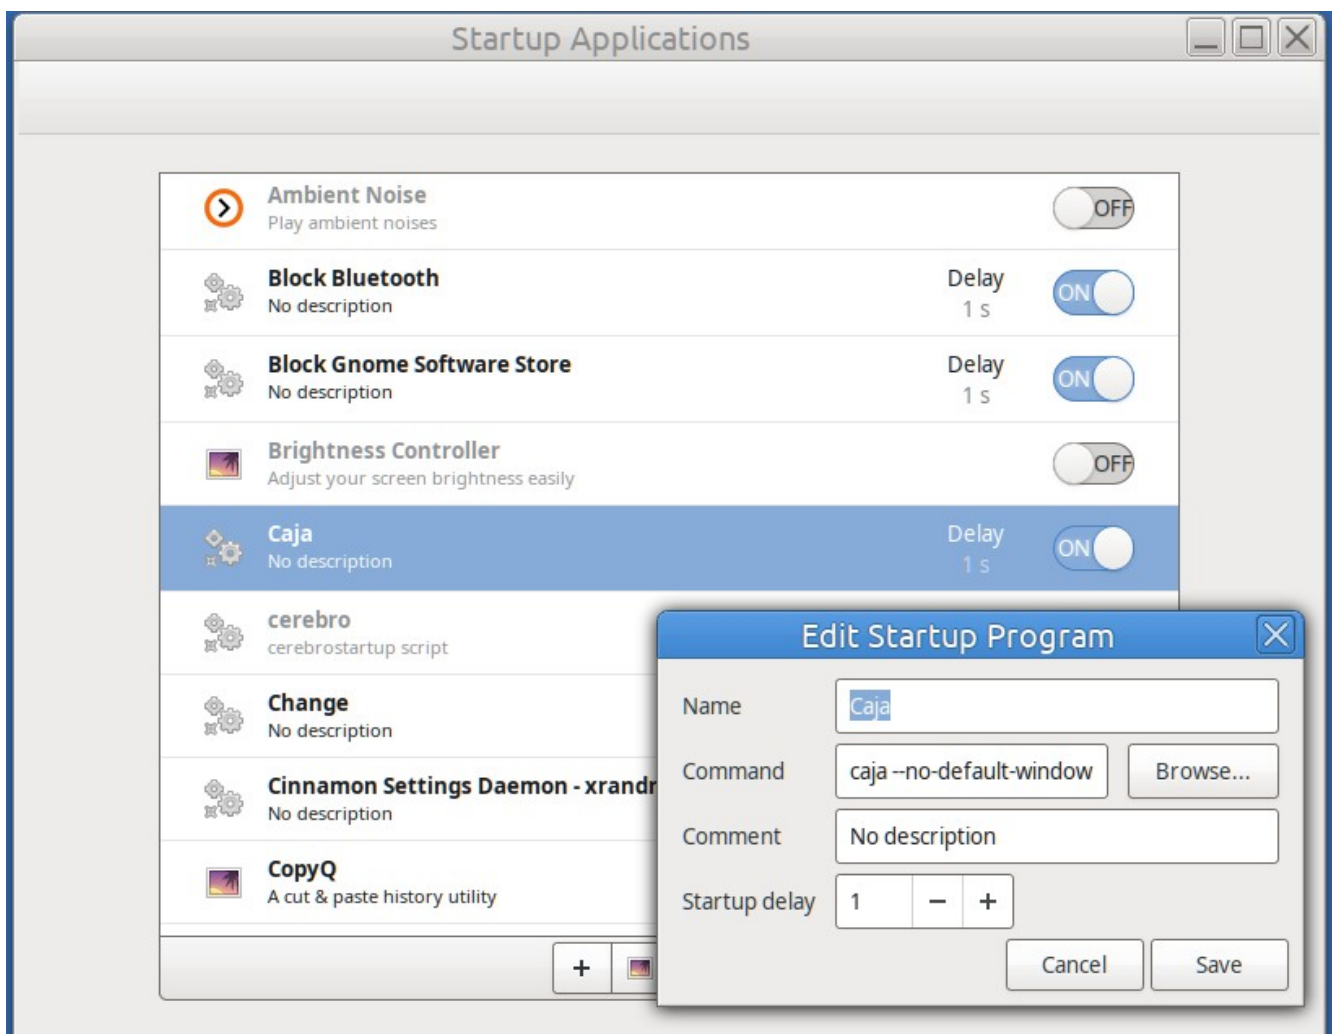 Startup Applications
Ambient Noise
OFF
Play ambient noises
Block Bluetooth
Delay
ON
No description
1 s
Block Gnome Software Store
Delay
ON
No description
1 s
Brightness Controller
OFF
Adjust your screen brightness easily
Caja
Delay
ON
No description
1 s
cerebro
cerebrostartup script
Change
No description
Cinnamon Settings Daemon - xrandr
No description
CopyQ
A cut & paste history utility
+
Edit Startup Program
Name
Caja
Command
caja --no-default-window
Browse...
Comment
No description
Startup delay
1
−
+
Cancel
Save